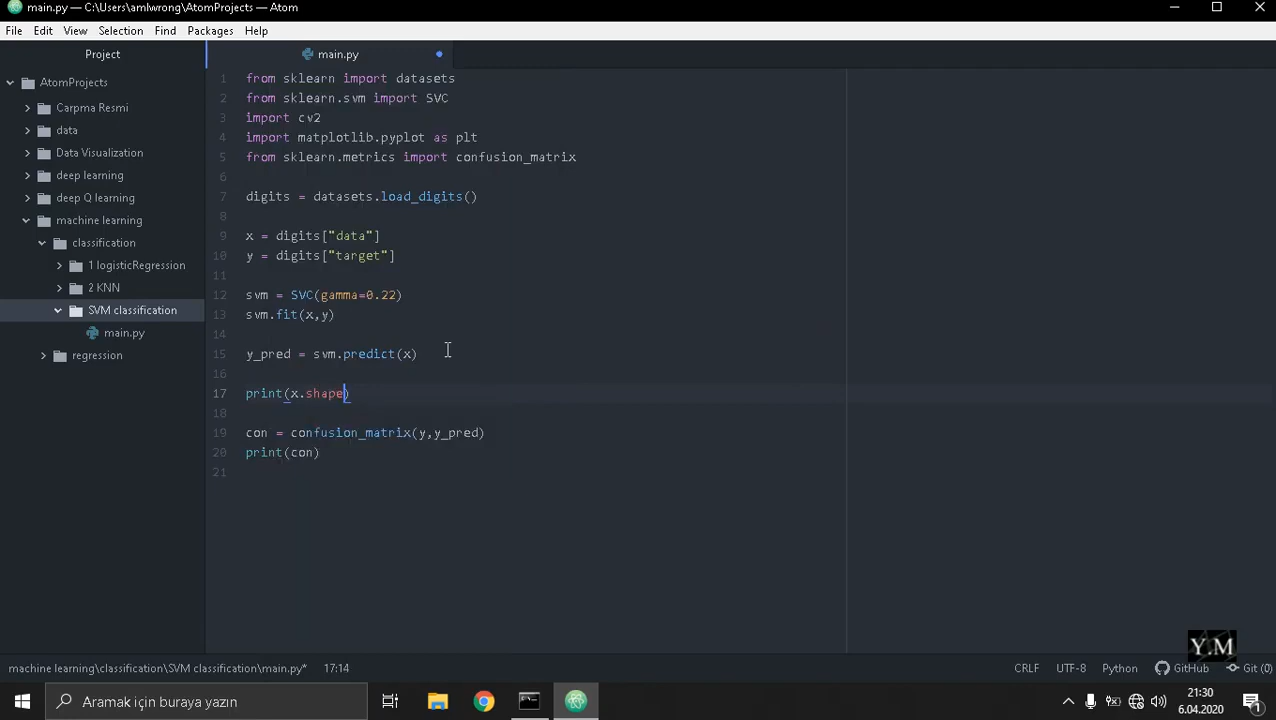 main.py — C:\Users\amlwrong\AtomProjects — Atom
File Edit View Selection Find Packages Help
Project
main.py
AtomProjects
Carpma Resmi
data
Data Visualization
deep learning
deep Q learning
machine learning
classification
1 logisticRegression
2 KNN
SVM classification
main.py
regression
1 from sklearn import datasets
2 from sklearn.svm import SVC
3 import cv2
4 import matplotlib.pyplot as plt
5 from sklearn.metrics import confusion_matrix
6
7 digits = datasets.load_digits()
8
9 x = digits["data"]
10 y = digits["target"]
11
12 svm = SVC(gamma=0.22)
13 svm.fit(x,y)
14
15 y_pred = svm.predict(x)
16
17 print(x.shape)
18
19 con = confusion_matrix(y,y_pred)
20 print(con)
21
Y.M
machine learning\classification\SVM classification\main.py* 17:14 CRLF UTF-8 Python GitHub Git (0)
Aramak için buraya yazın
21:30
6.04.2020
1